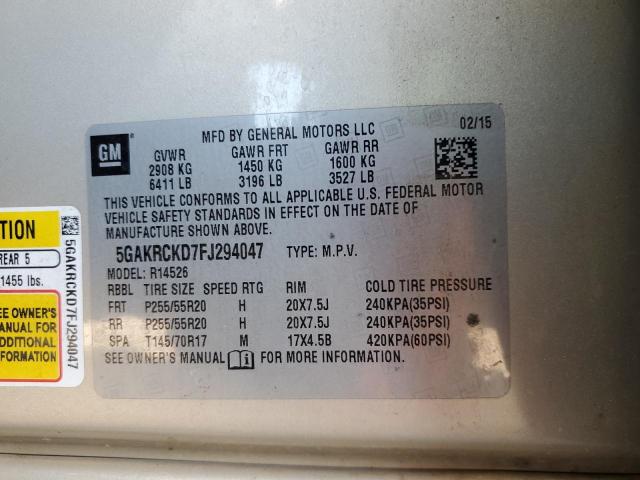 GM
MFD BY GENERAL MOTORS LLC 02/15
GVWR GAWR FRT GAWR RR
2908 KG 1450 KG 1600 KG
6411 LB 3196 LB 3527 LB
THIS VEHICLE CONFORMS TO ALL APPLICABLE U.S. FEDERAL MOTOR
VEHICLE SAFETY STANDARDS IN EFFECT ON THE DATE OF
MANUFACTURE SHOWN ABOVE.
5GAKRCKD7FJ294047 TYPE: M.P.V.
MODEL: R14526
RBBL TIRE SIZE SPEED RTG RIM COLD TIRE PRESSURE
FRT P255/55R20 H 20X7.5J 240KPA(35PSI)
RR P255/55R20 H 20X7.5J 240KPA(35PSI)
SPA T145/70R17 M 17X4.5B 420KPA(60PSI)
SEE OWNER'S MANUAL FOR MORE INFORMATION.
TION
REAR 5
1455 lbs.
EE OWNER'S
MANUAL FOR
ADDITIONAL
5GAKRCKD7FJ294047